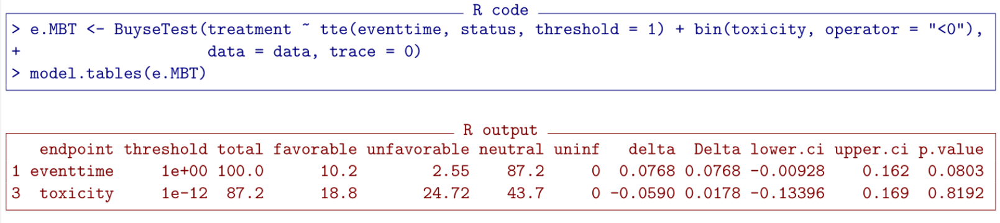 R code
> e.MBT <- BuyseTest(treatment ~ tte(eventtime, status, threshold = 1) + bin(toxicity, operator = "<0"),
+                    data = data, trace = 0)
> model.tables(e.MBT)
R output
   endpoint threshold total favorable unfavorable neutral uninf   delta  Delta lower.ci upper.ci p.value
1 eventtime     1e+00 100.0      10.2        2.55    87.2     0  0.0768 0.0768 -0.00928    0.162  0.0803
3  toxicity     1e-12  87.2      18.8       24.72    43.7     0 -0.0590 0.0178 -0.13396    0.169  0.8192